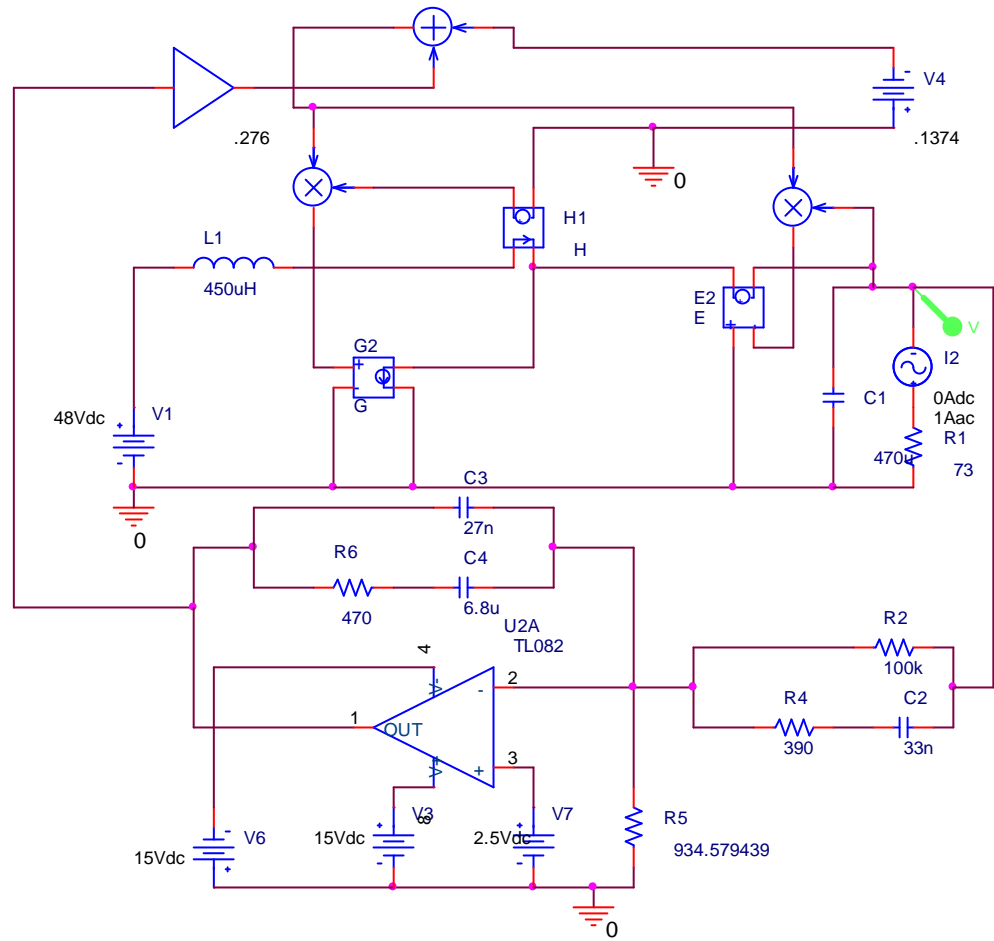 V4
.276
.1374
0
H1
H
L1
450uH
E2
E
V
G2
G
I2
0Adc
1Aac
C1
470u
R1
73
V1
48Vdc
0
C3
27n
R6
470
C4
6.8u
U2A
TL082
R2
100k
R4
390
C2
33n
4
2
1
3
8
V-
OUT
V+
-
+
V6
15Vdc
V3
15Vdc
V7
2.5Vdc
R5
934.579439
0